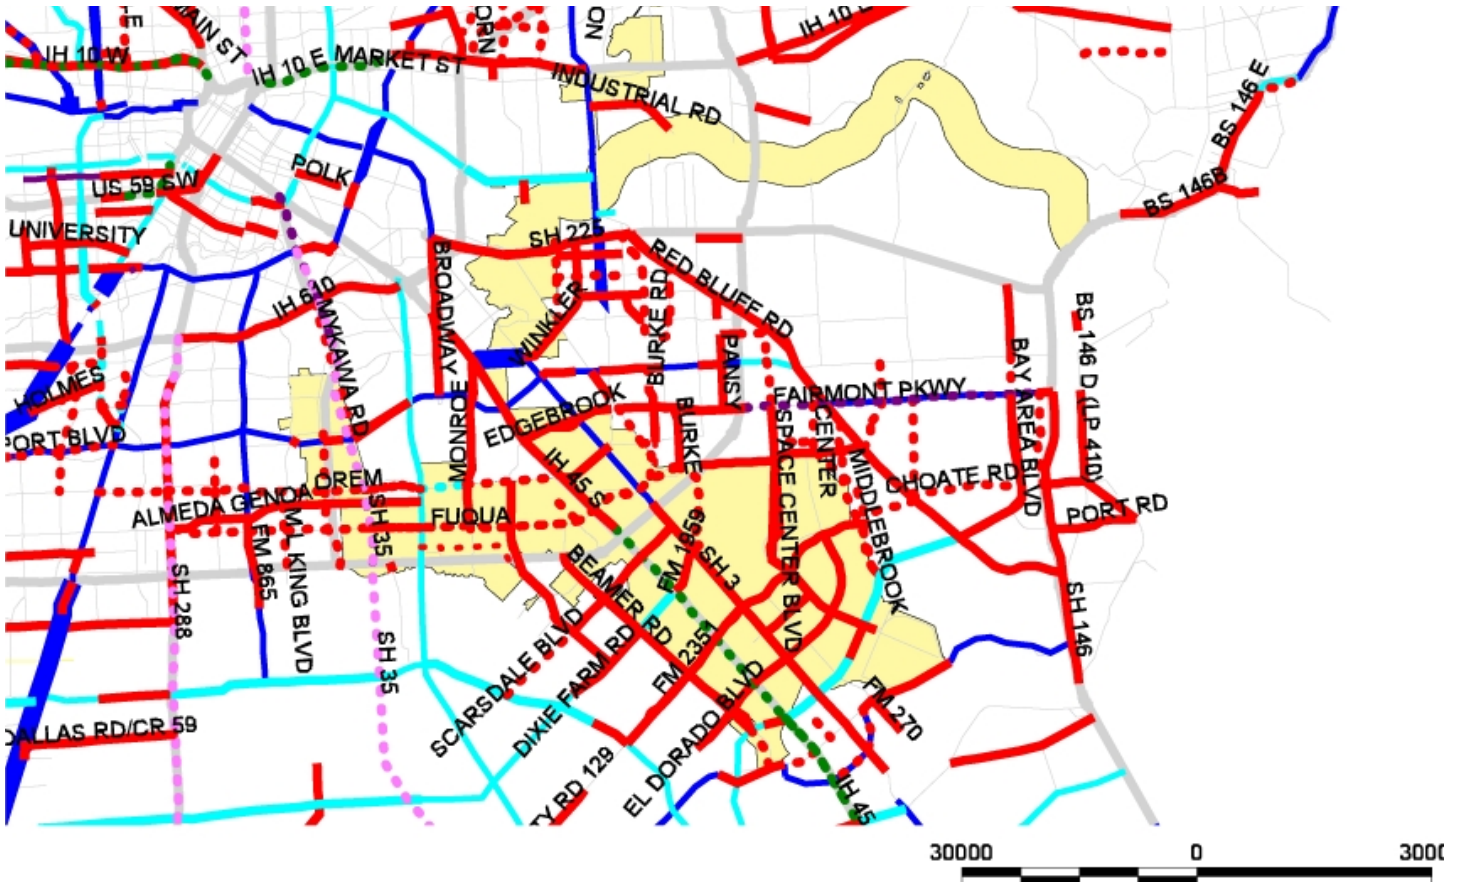 MAIN ST
IH 10 W
IH 10 E
MARKET ST
ORN
NO
IH 10 E
INDUSTRIAL RD
BS 146 E
BS 146B
POLK
US 59 SW
UNIVERSITY
SH 225
RED BLUFF RD
BROADWAY
WINKLER
BURKE RD
IH 610
MYKAWA RD
PANSY
BS 146 D (LP 410)
BAY AREA BLVD
HOLMES
FAIRMONT PKWY
MONROE
EDGEBROOK
BURKE
SPACE CENTER BLVD
CENTER
PORT BLVD
IH 45 S
MIDDLEBROOK
CHOATE RD
PORT RD
OREM
ALMEDA GENOA
FUQUA
SH 35
FM 865
M L KING BLVD
FM 1959
SH 3
BEAMER RD
SH 288
SH 146
SH 35
SCARSDALE BLVD
DIXIE FARM RD
FM 2351
EL DORADO BLVD
FM 270
DALLAS RD/CR 59
TY RD 129
IH 45
30000 0 3000